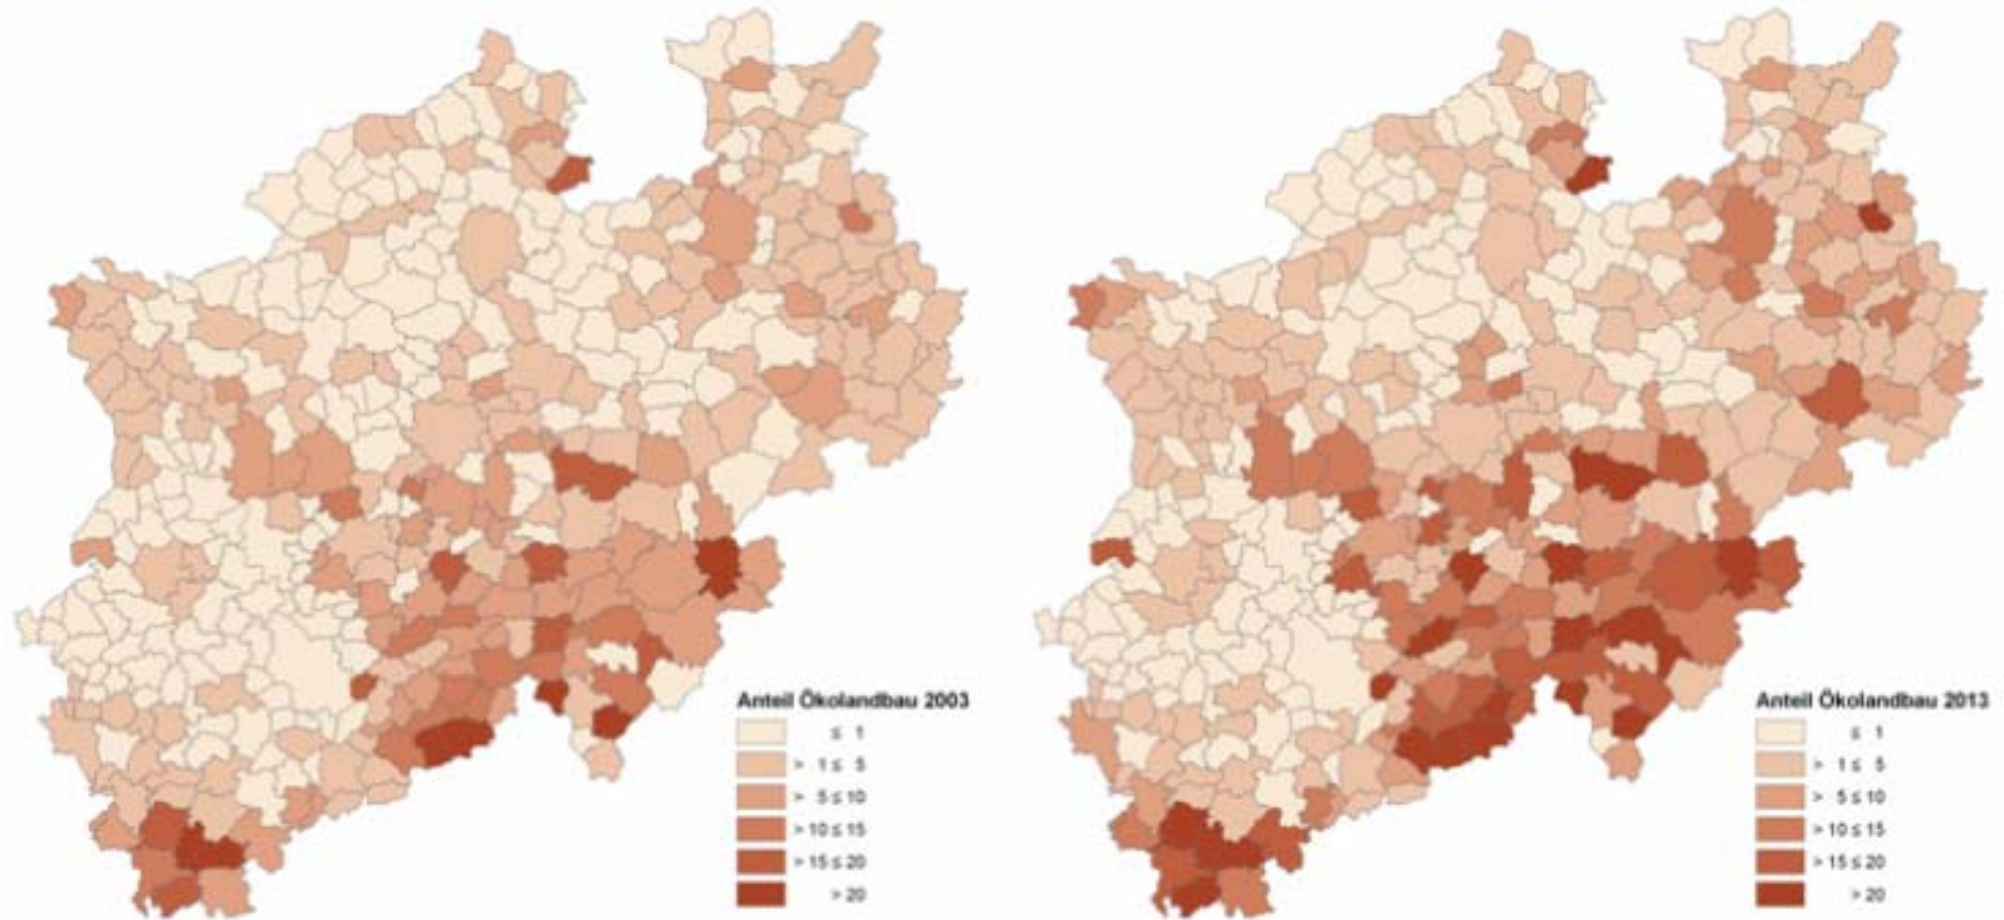 Anteil Ökolandbau 2003
≤ 1
> 1 ≤ 5
> 5 ≤ 10
> 10 ≤ 15
> 15 ≤ 20
> 20
Anteil Ökolandbau 2013
≤ 1
> 1 ≤ 5
> 5 ≤ 10
> 10 ≤ 15
> 15 ≤ 20
> 20